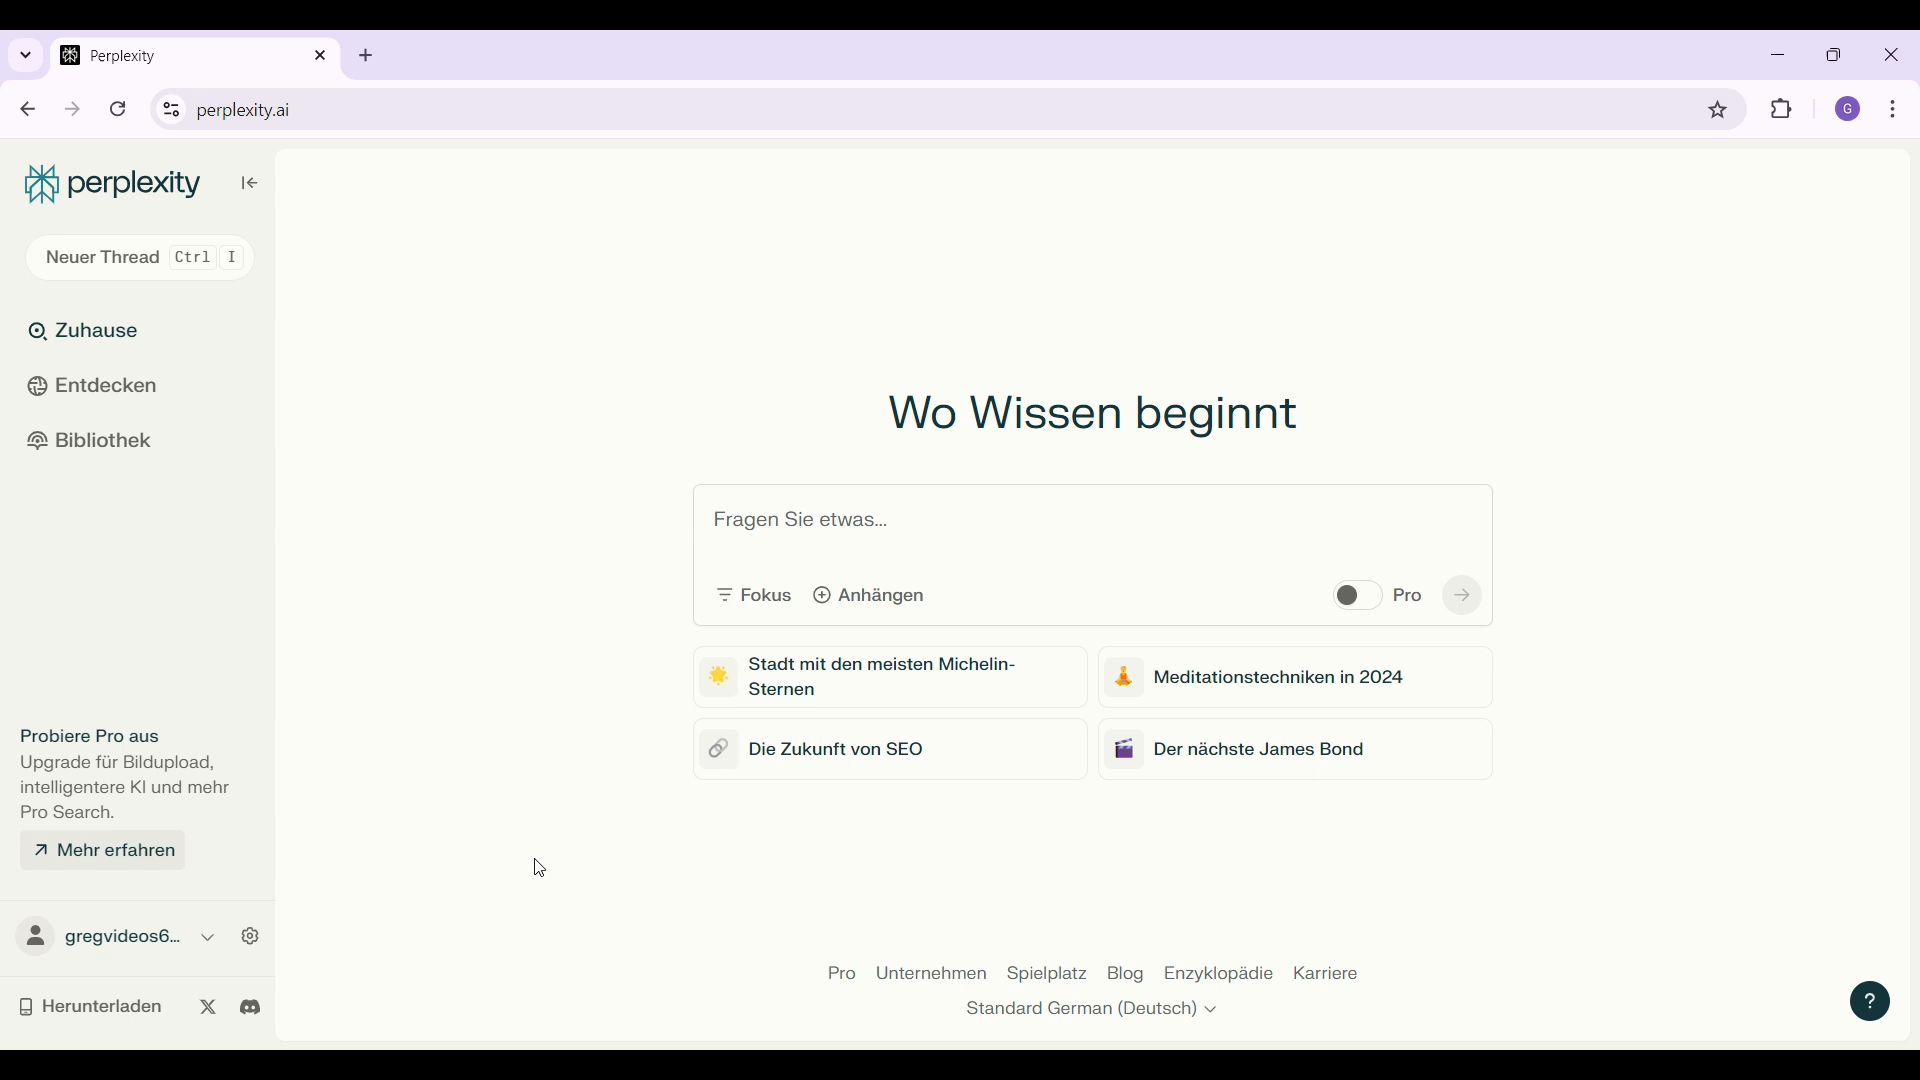 Perplexity
perplexity.ai
G
perplexity
Neuer Thread Ctrl I
Zuhause
Entdecken
Bibliothek
Wo Wissen beginnt
Fragen Sie etwas...
Fokus Anhängen Pro
Stadt mit den meisten Michelin-
Sternen
Meditationstechniken in 2024
Die Zukunft von SEO
Der nächste James Bond
Probiere Pro aus
Upgrade für Bildupload,
intelligentere KI und mehr
Pro Search.
Mehr erfahren
gregvideos6...
Herunterladen
Pro Unternehmen Spielplatz Blog Enzyklopädie Karriere
Standard German (Deutsch)
?